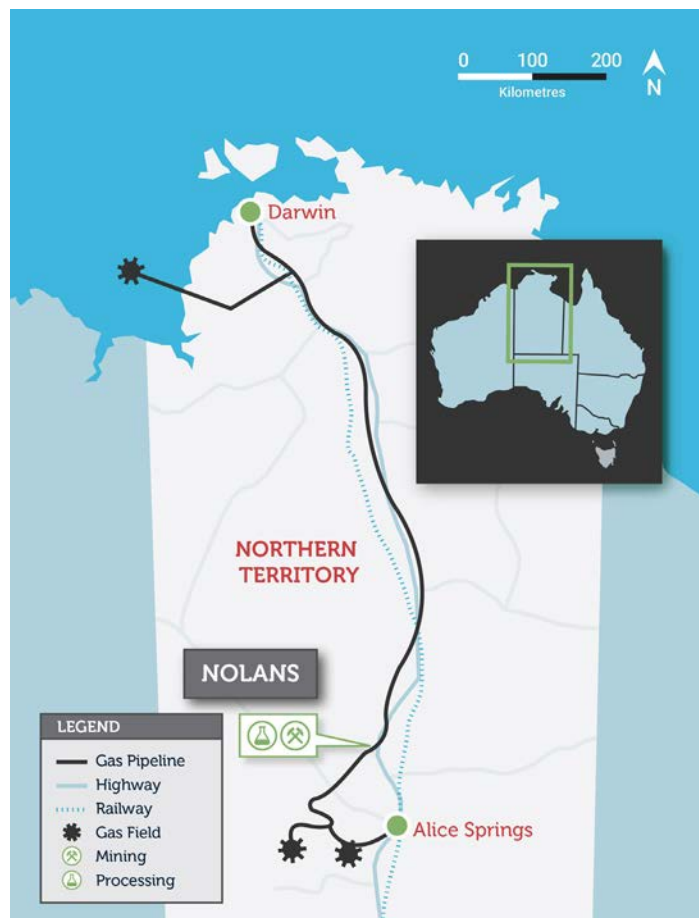 0 100 200
Kilometres
N
Darwin
NORTHERN
TERRITORY
NOLANS
LEGEND
Gas Pipeline
Highway
Railway
Gas Field
Mining
Processing
Alice Springs